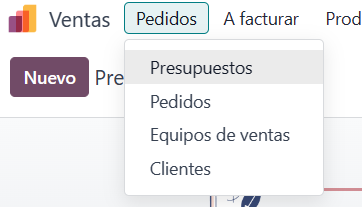 Ventas Pedidos A facturar Prod
Nuevo Pre
Presupuestos
Pedidos
Equipos de ventas
Clientes